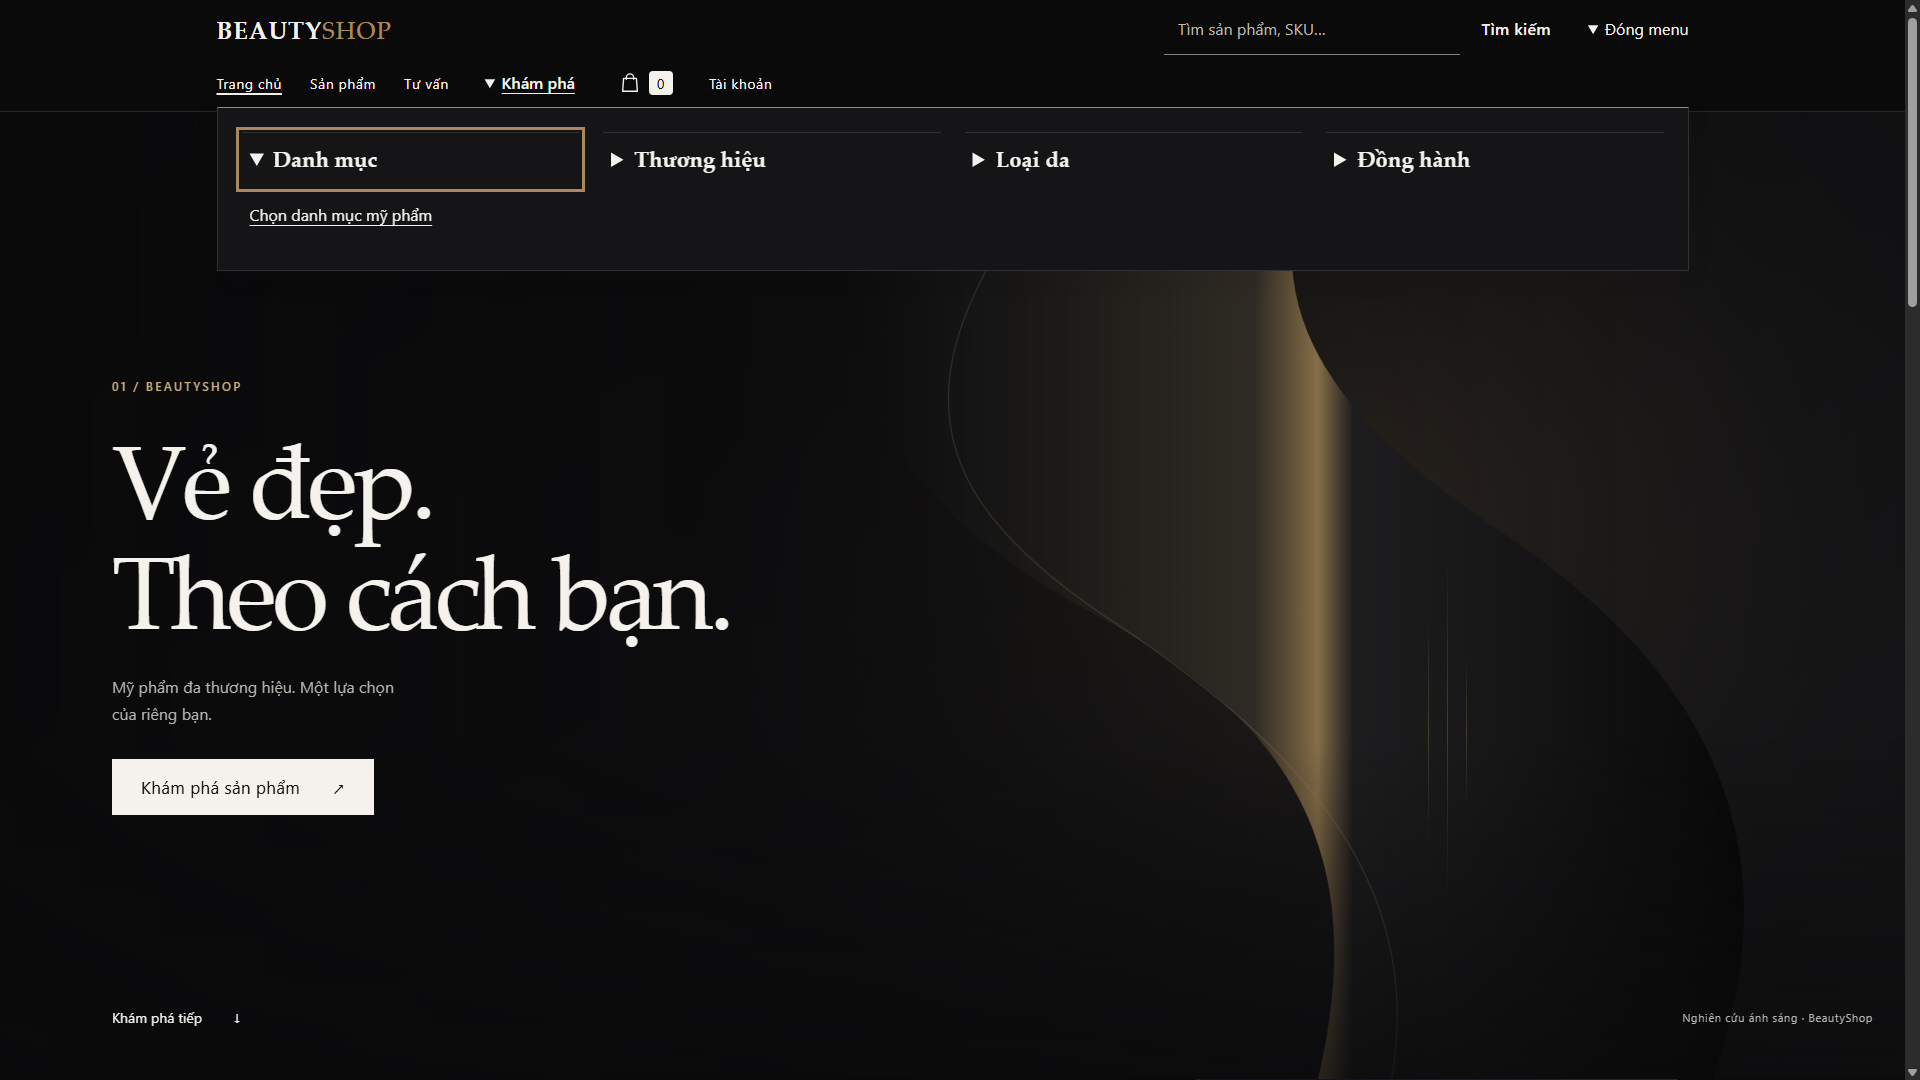 BEAUTYSHOP
Tìm sản phẩm, SKU...
Tìm kiếm
▼ Đóng menu
Trang chủ
Sản phẩm
Tư vấn
▼ Khám phá
0
Tài khoản
▼ Danh mục
▶ Thương hiệu
▶ Loại da
▶ Đồng hành
Chọn danh mục mỹ phẩm
01 / BEAUTYSHOP
Vẻ đẹp.
Theo cách bạn.
Mỹ phẩm đa thương hiệu. Một lựa chọn
của riêng bạn.
Khám phá sản phẩm ↗
Khám phá tiếp ↓
Nghiên cứu ánh sáng · BeautyShop